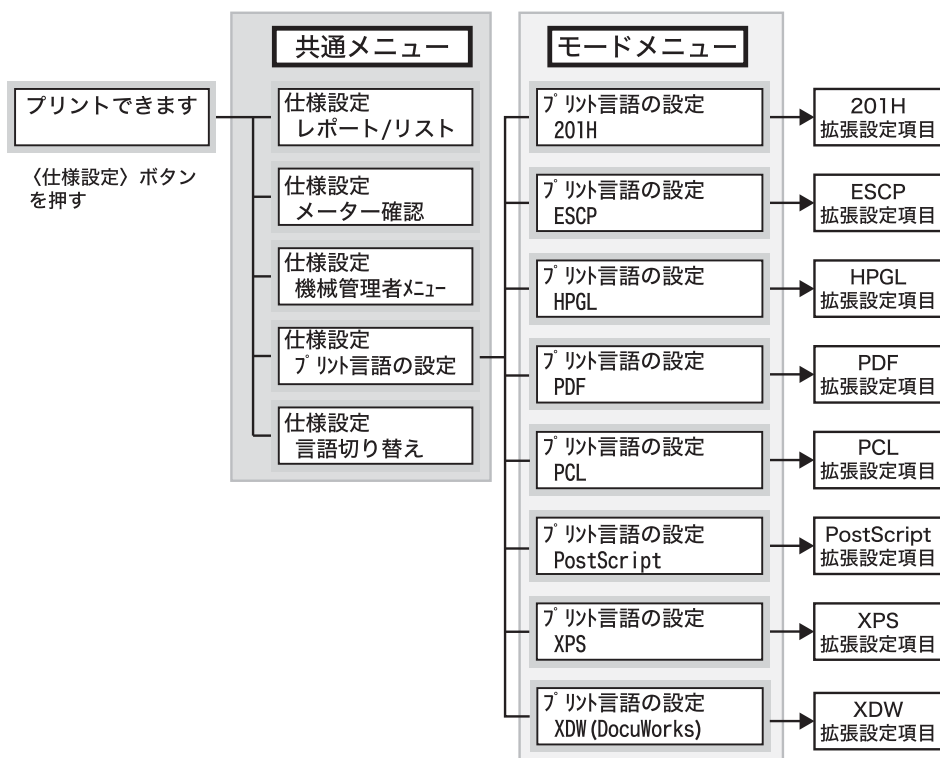 共通メニュー
モードメニュー
プリントできます
〈仕様設定〉ボタン
を押す
仕様設定
レポート/リスト
仕様設定
メーター確認
仕様設定
機械管理者ﾒﾆｭｰ
仕様設定
ﾌﾟﾘﾝﾄ言語の設定
仕様設定
言語切り替え
ﾌﾟﾘﾝﾄ言語の設定
201H
ﾌﾟﾘﾝﾄ言語の設定
ESCP
ﾌﾟﾘﾝﾄ言語の設定
HPGL
ﾌﾟﾘﾝﾄ言語の設定
PDF
ﾌﾟﾘﾝﾄ言語の設定
PCL
ﾌﾟﾘﾝﾄ言語の設定
PostScript
ﾌﾟﾘﾝﾄ言語の設定
XPS
ﾌﾟﾘﾝﾄ言語の設定
XDW(DocuWorks)
201H
拡張設定項目
ESCP
拡張設定項目
HPGL
拡張設定項目
PDF
拡張設定項目
PCL
拡張設定項目
PostScript
拡張設定項目
XPS
拡張設定項目
XDW
拡張設定項目